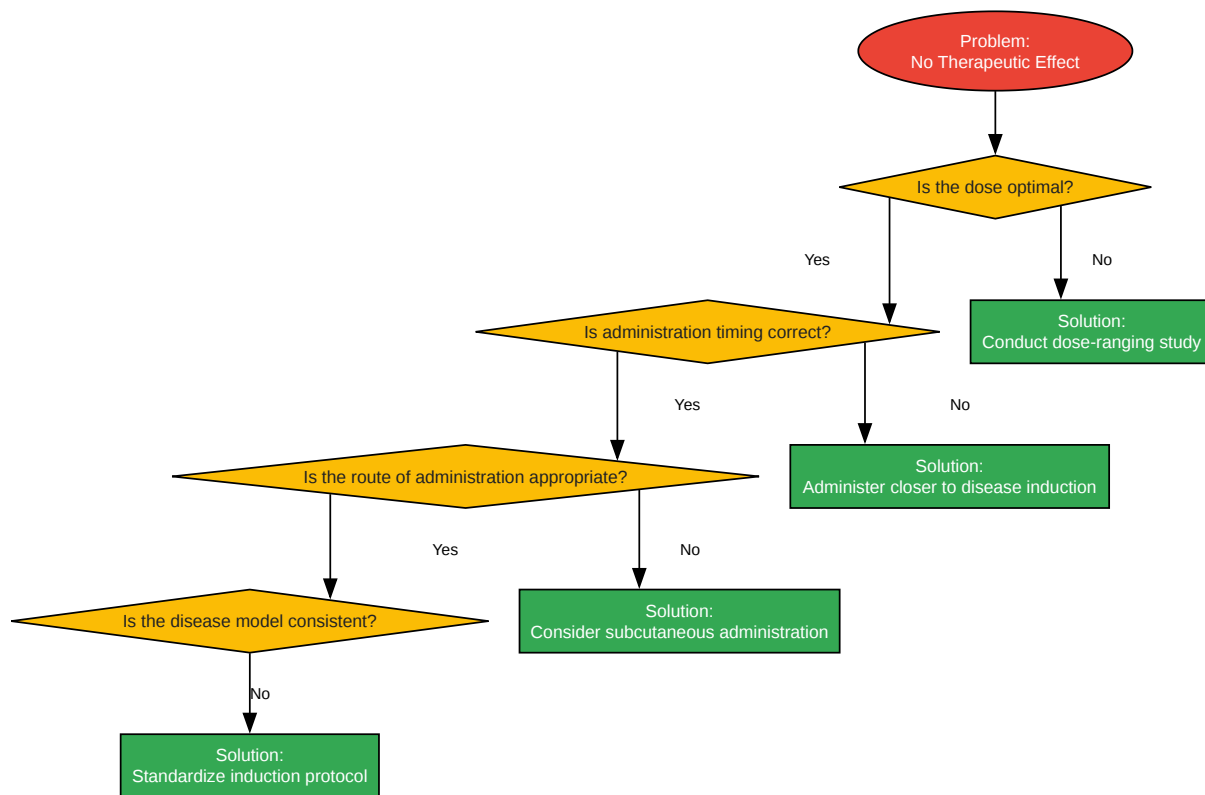 Problem:
No Therapeutic Effect
Is the dose optimal?
Yes
No
Is administration timing correct?
Solution:
Conduct dose-ranging study
Yes
No
Is the route of administration appropriate?
Solution:
Administer closer to disease induction
Yes
No
Is the disease model consistent?
Solution:
Consider subcutaneous administration
No
Solution:
Standardize induction protocol